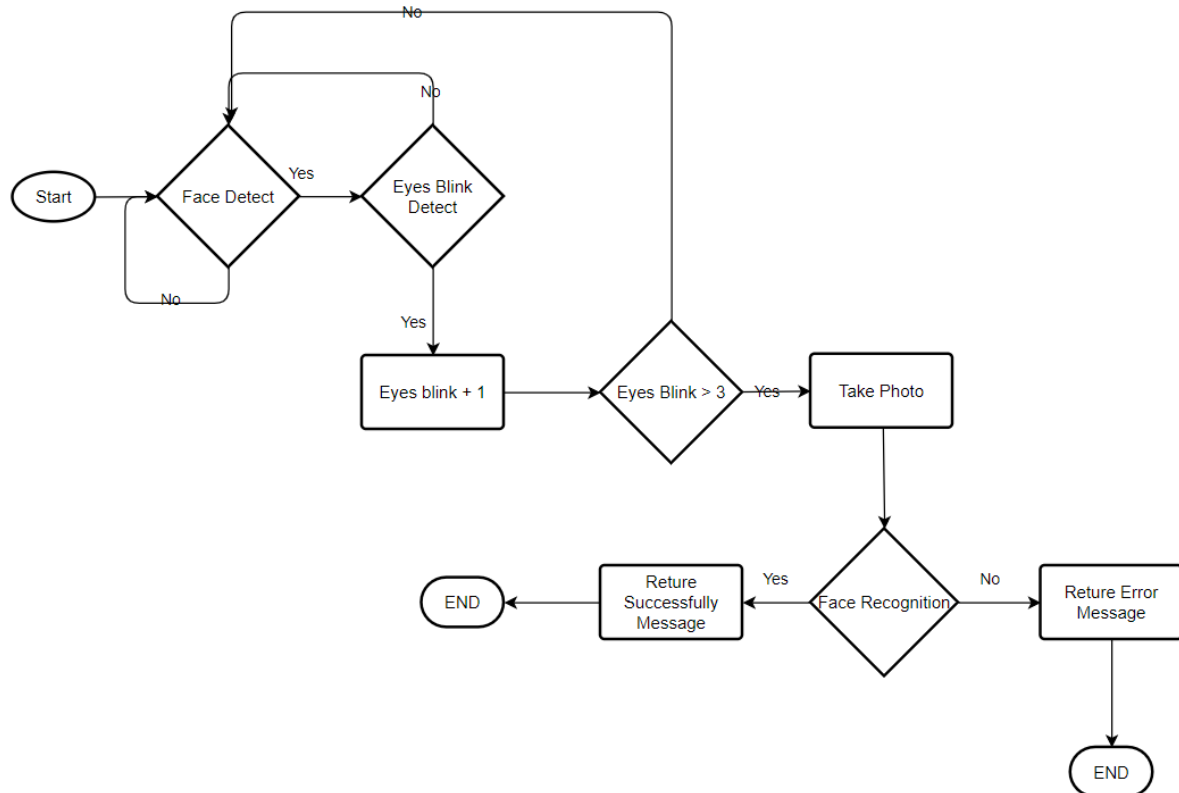 No
No
Yes
Start
Face Detect
Eyes Blink
Detect
No
Yes
Eyes blink + 1
Eyes Blink > 3
Yes
Take Photo
END
Reture
Successfully
Message
Yes
Face Recognition
No
Reture Error
Message
END